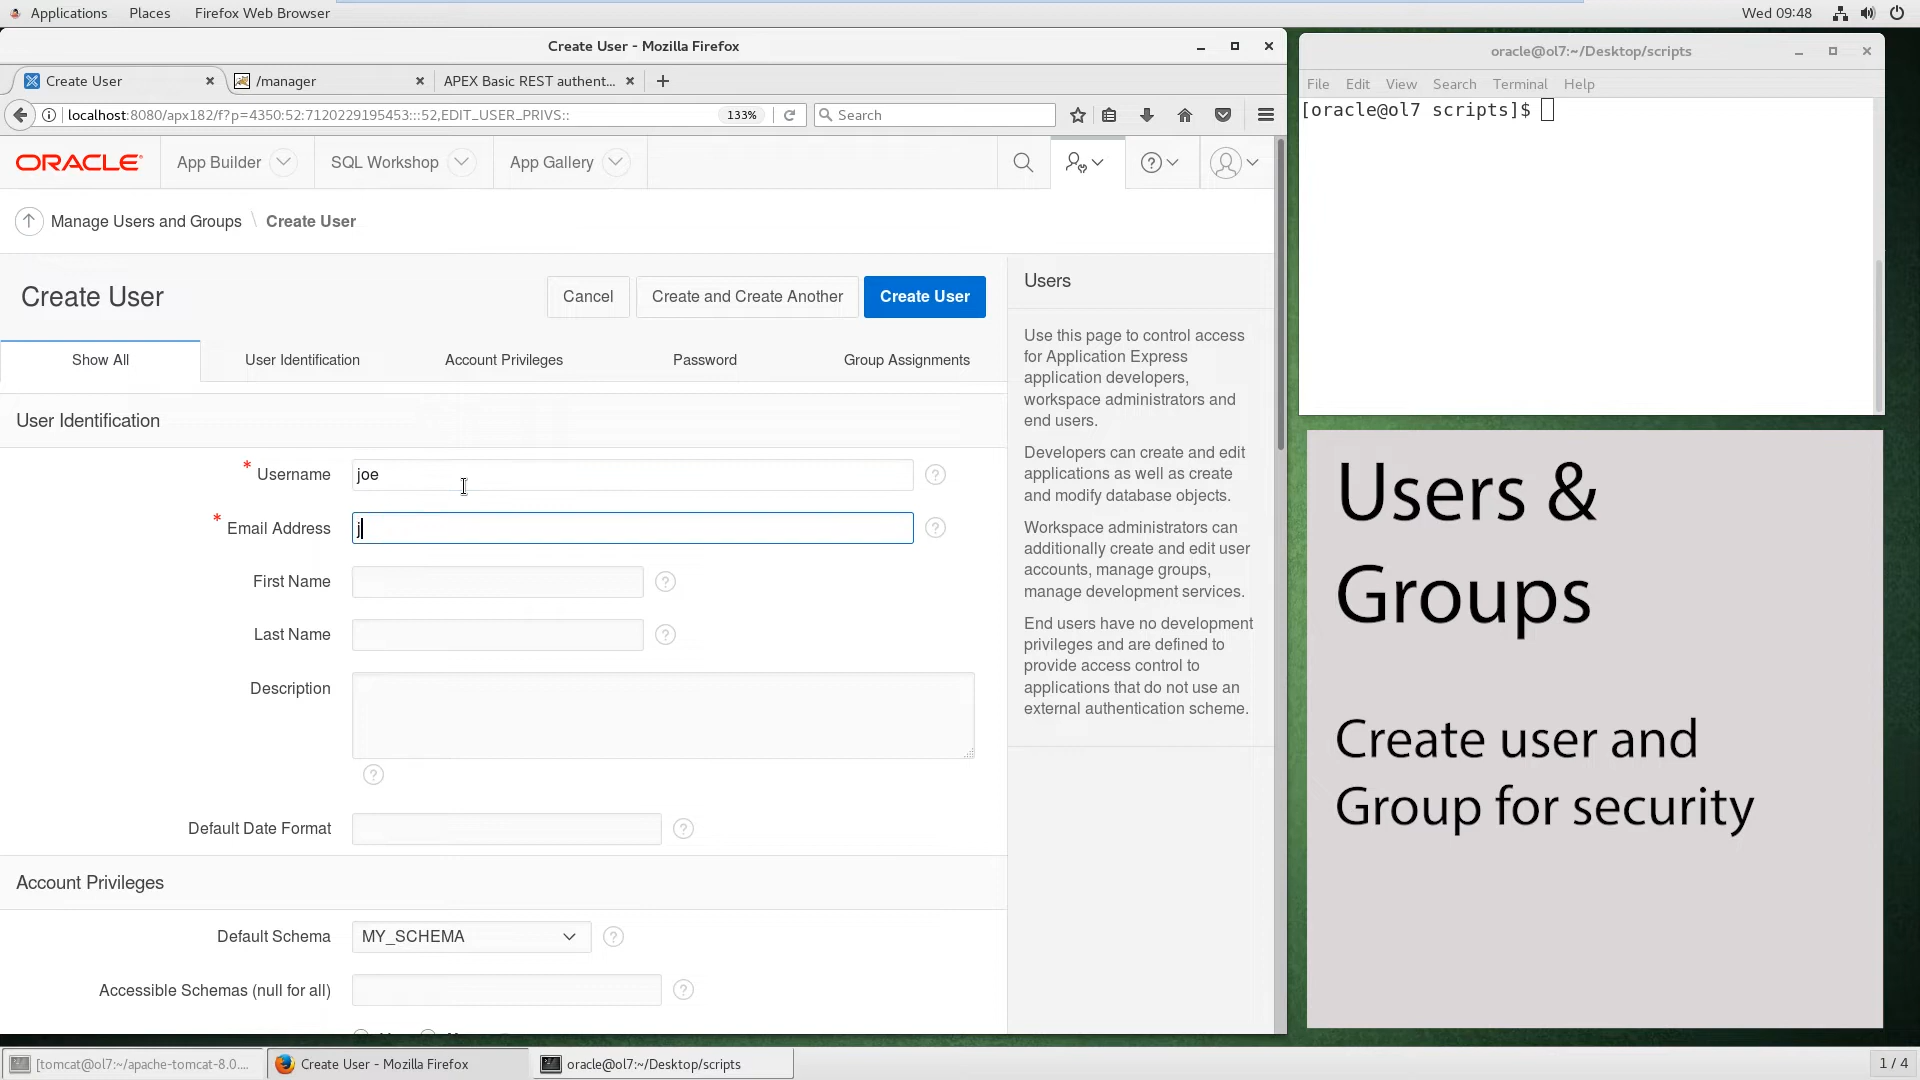 Applications Places Firefox Web Browser Wed 09:48
Create User - Mozilla Firefox
Create User /manager APEX Basic REST authent...
localhost:8080/apx182/f?p=4350:52:7120229195453:::52,EDIT_USER_PRIVS:: 133% Search
ORACLE App Builder SQL Workshop App Gallery
Manage Users and Groups \ Create User
Create User Cancel Create and Create Another Create User
Show All User Identification Account Privileges Password Group Assignments
User Identification
* Username joe
* Email Address j
First Name
Last Name
Description
Default Date Format
Account Privileges
Default Schema MY_SCHEMA
Accessible Schemas (null for all)
Users
Use this page to control access
for Application Express
application developers,
workspace administrators and
end users.
Developers can create and edit
applications as well as create
and modify database objects.
Workspace administrators can
additionally create and edit user
accounts, manage groups,
manage development services.
End users have no development
privileges and are defined to
provide access control to
applications that do not use an
external authentication scheme.
oracle@ol7:~/Desktop/scripts
File Edit View Search Terminal Help
[oracle@ol7 scripts]$
Users &
Groups
Create user and
Group for security
[tomcat@ol7:~/apache-tomcat-8.0.... Create User - Mozilla Firefox oracle@ol7:~/Desktop/scripts 1 / 4